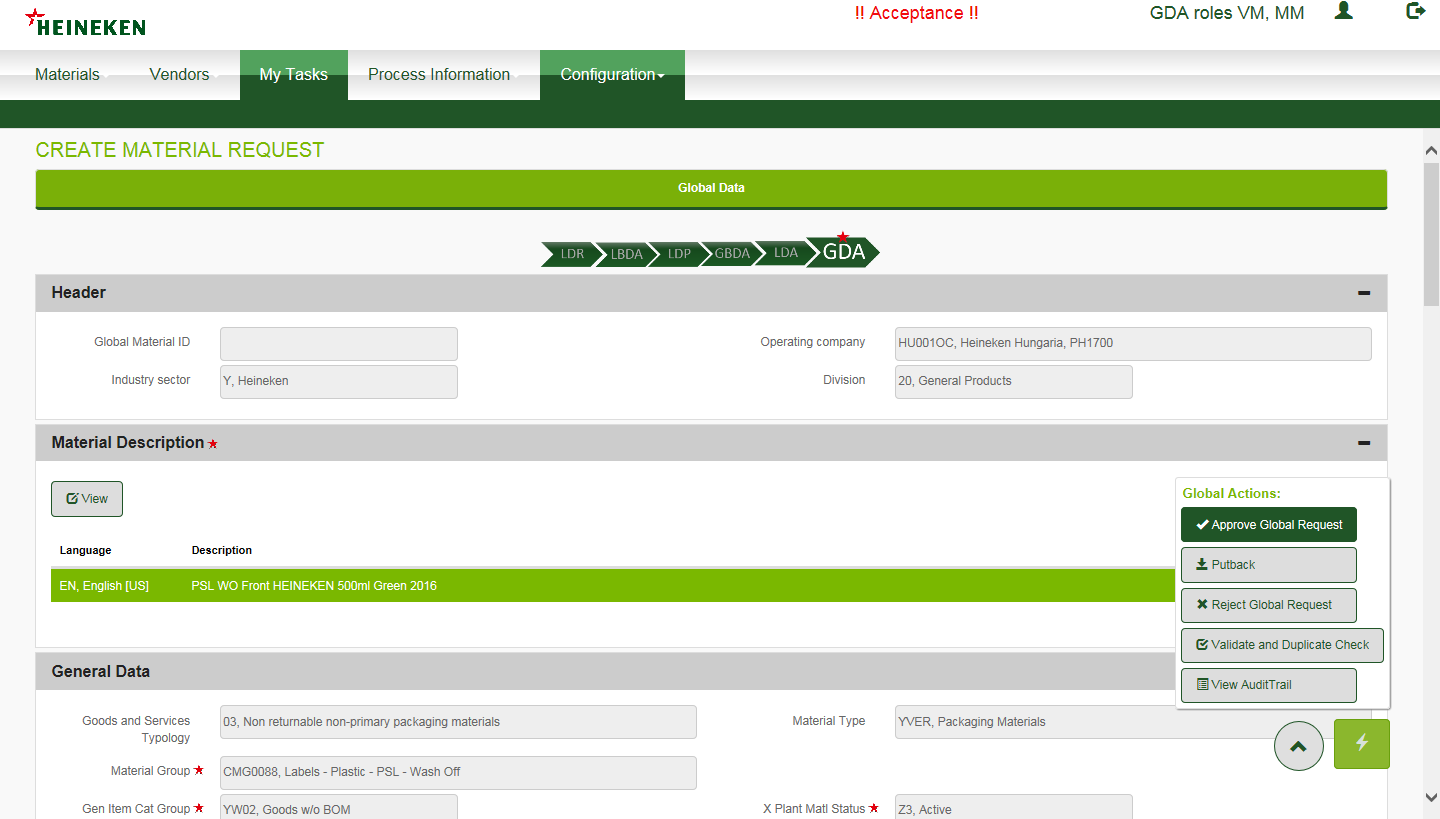 HEINEKEN
!! Acceptance !!
GDA roles VM, MM
Materials
Vendors
My Tasks
Process Information
Configuration
CREATE MATERIAL REQUEST
Global Data
LDR
LBDA
LDP
GBDA
LDA
GDA
Header
Global Material ID
Operating company
HU001OC, Heineken Hungaria, PH1700
Industry sector
Y, Heineken
Division
20, General Products
Material Description
View
Language
Description
EN, English [US]
PSL WO Front HEINEKEN 500ml Green 2016
Global Actions:
Approve Global Request
Putback
Reject Global Request
Validate and Duplicate Check
View AuditTrail
General Data
Goods and Services
Typology
03, Non returnable non-primary packaging materials
Material Type
YVER, Packaging Materials
Material Group
CMG0088, Labels - Plastic - PSL - Wash Off
Gen Item Cat Group
YW02, Goods w/o BOM
X Plant Matl Status
Z3, Active